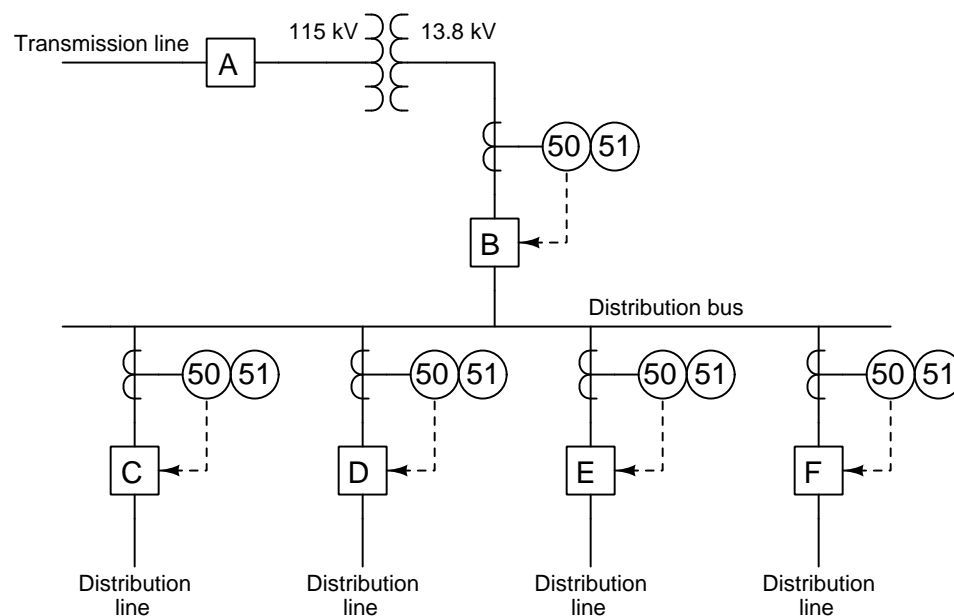 115 kV 13.8 kV
Transmission line
A
50 51
B
Distribution bus
50 51 50 51 50 51 50 51
C D E F
Distribution Distribution Distribution Distribution
line line line line